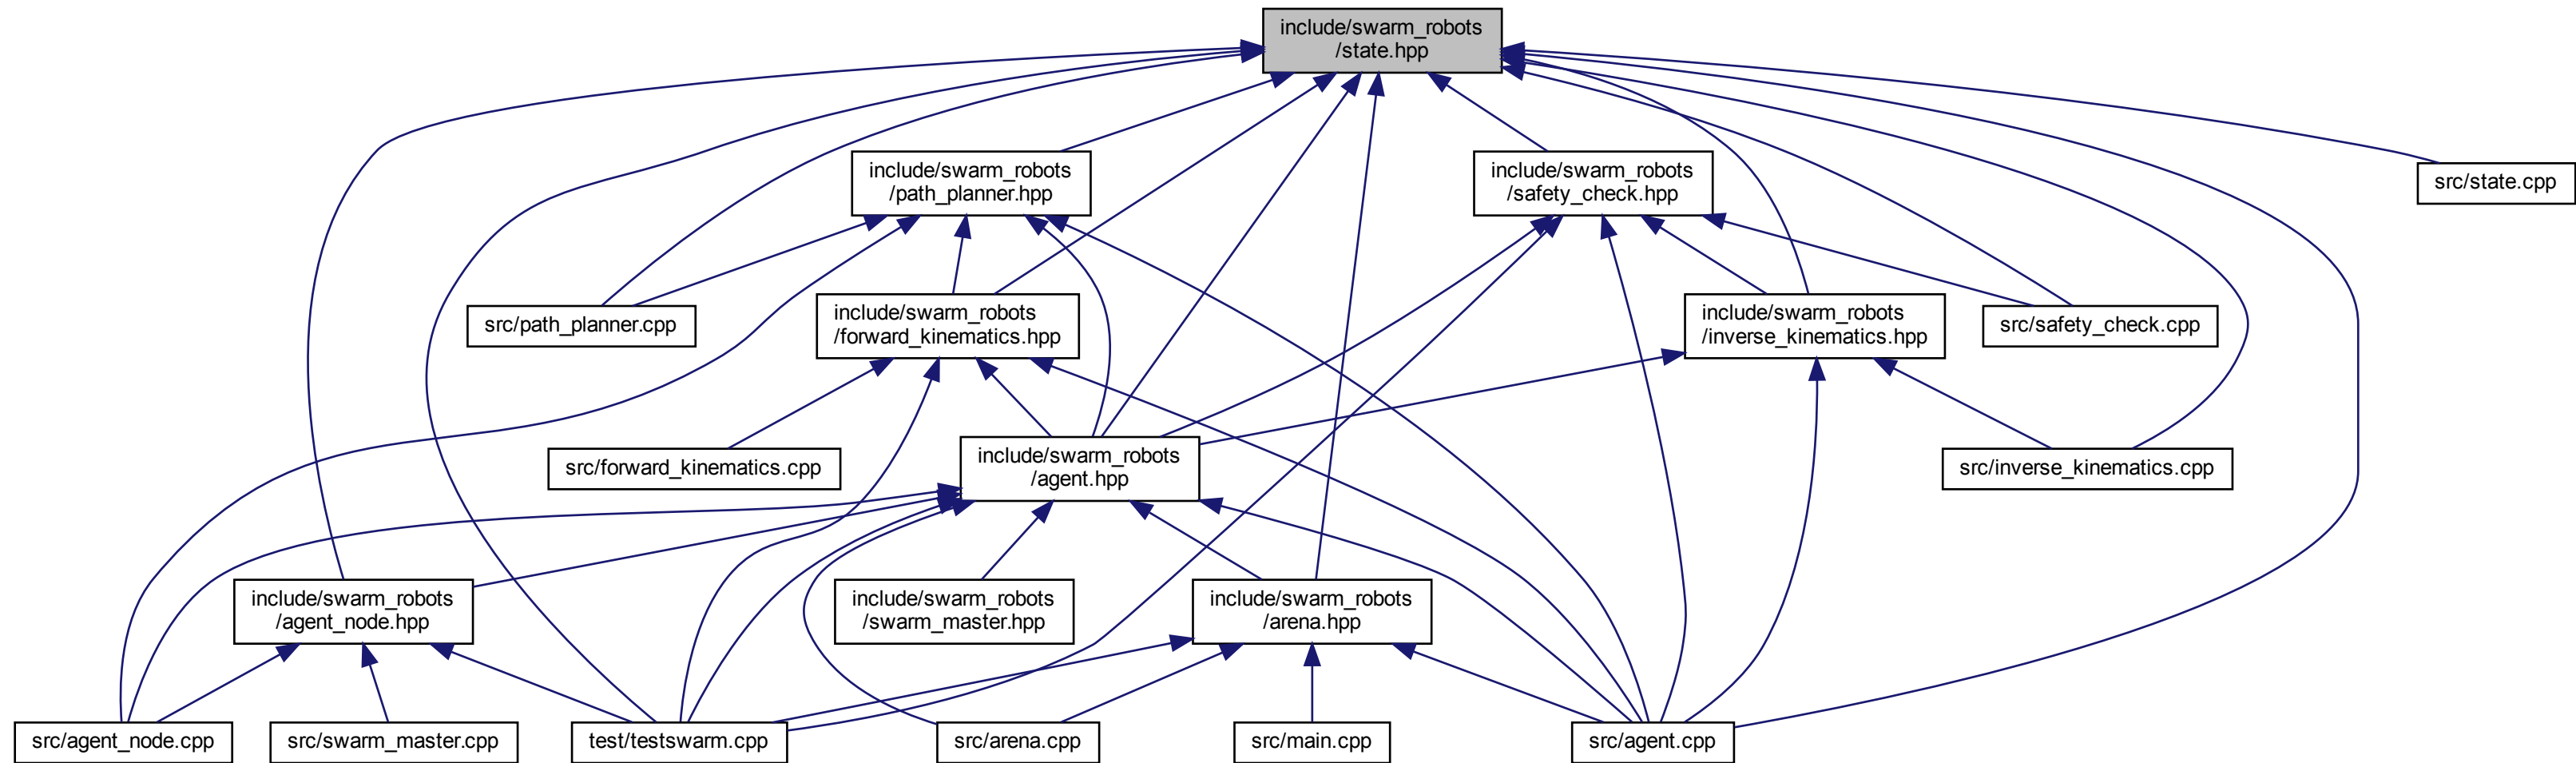 include/swarm_robots
/state.hpp
include/swarm_robots
/path_planner.hpp
include/swarm_robots
/safety_check.hpp
src/state.cpp
src/path_planner.cpp
include/swarm_robots
/forward_kinematics.hpp
include/swarm_robots
/inverse_kinematics.hpp
src/safety_check.cpp
src/forward_kinematics.cpp
include/swarm_robots
/agent.hpp
src/inverse_kinematics.cpp
include/swarm_robots
/agent_node.hpp
include/swarm_robots
/swarm_master.hpp
include/swarm_robots
/arena.hpp
src/agent_node.cpp
src/swarm_master.cpp
test/testswarm.cpp
src/arena.cpp
src/main.cpp
src/agent.cpp